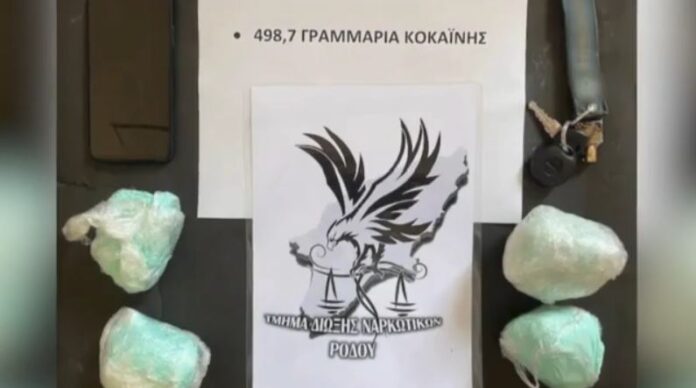 • 498,7 ΓΡΑΜΜΑΡΙΑ ΚΟΚΑΪΝΗΣ
ΤΜΗΜΑ ΔΙΩΞΗΣ ΝΑΡΚΩΤΙΚΩΝ
ΡΟΔΟΥ